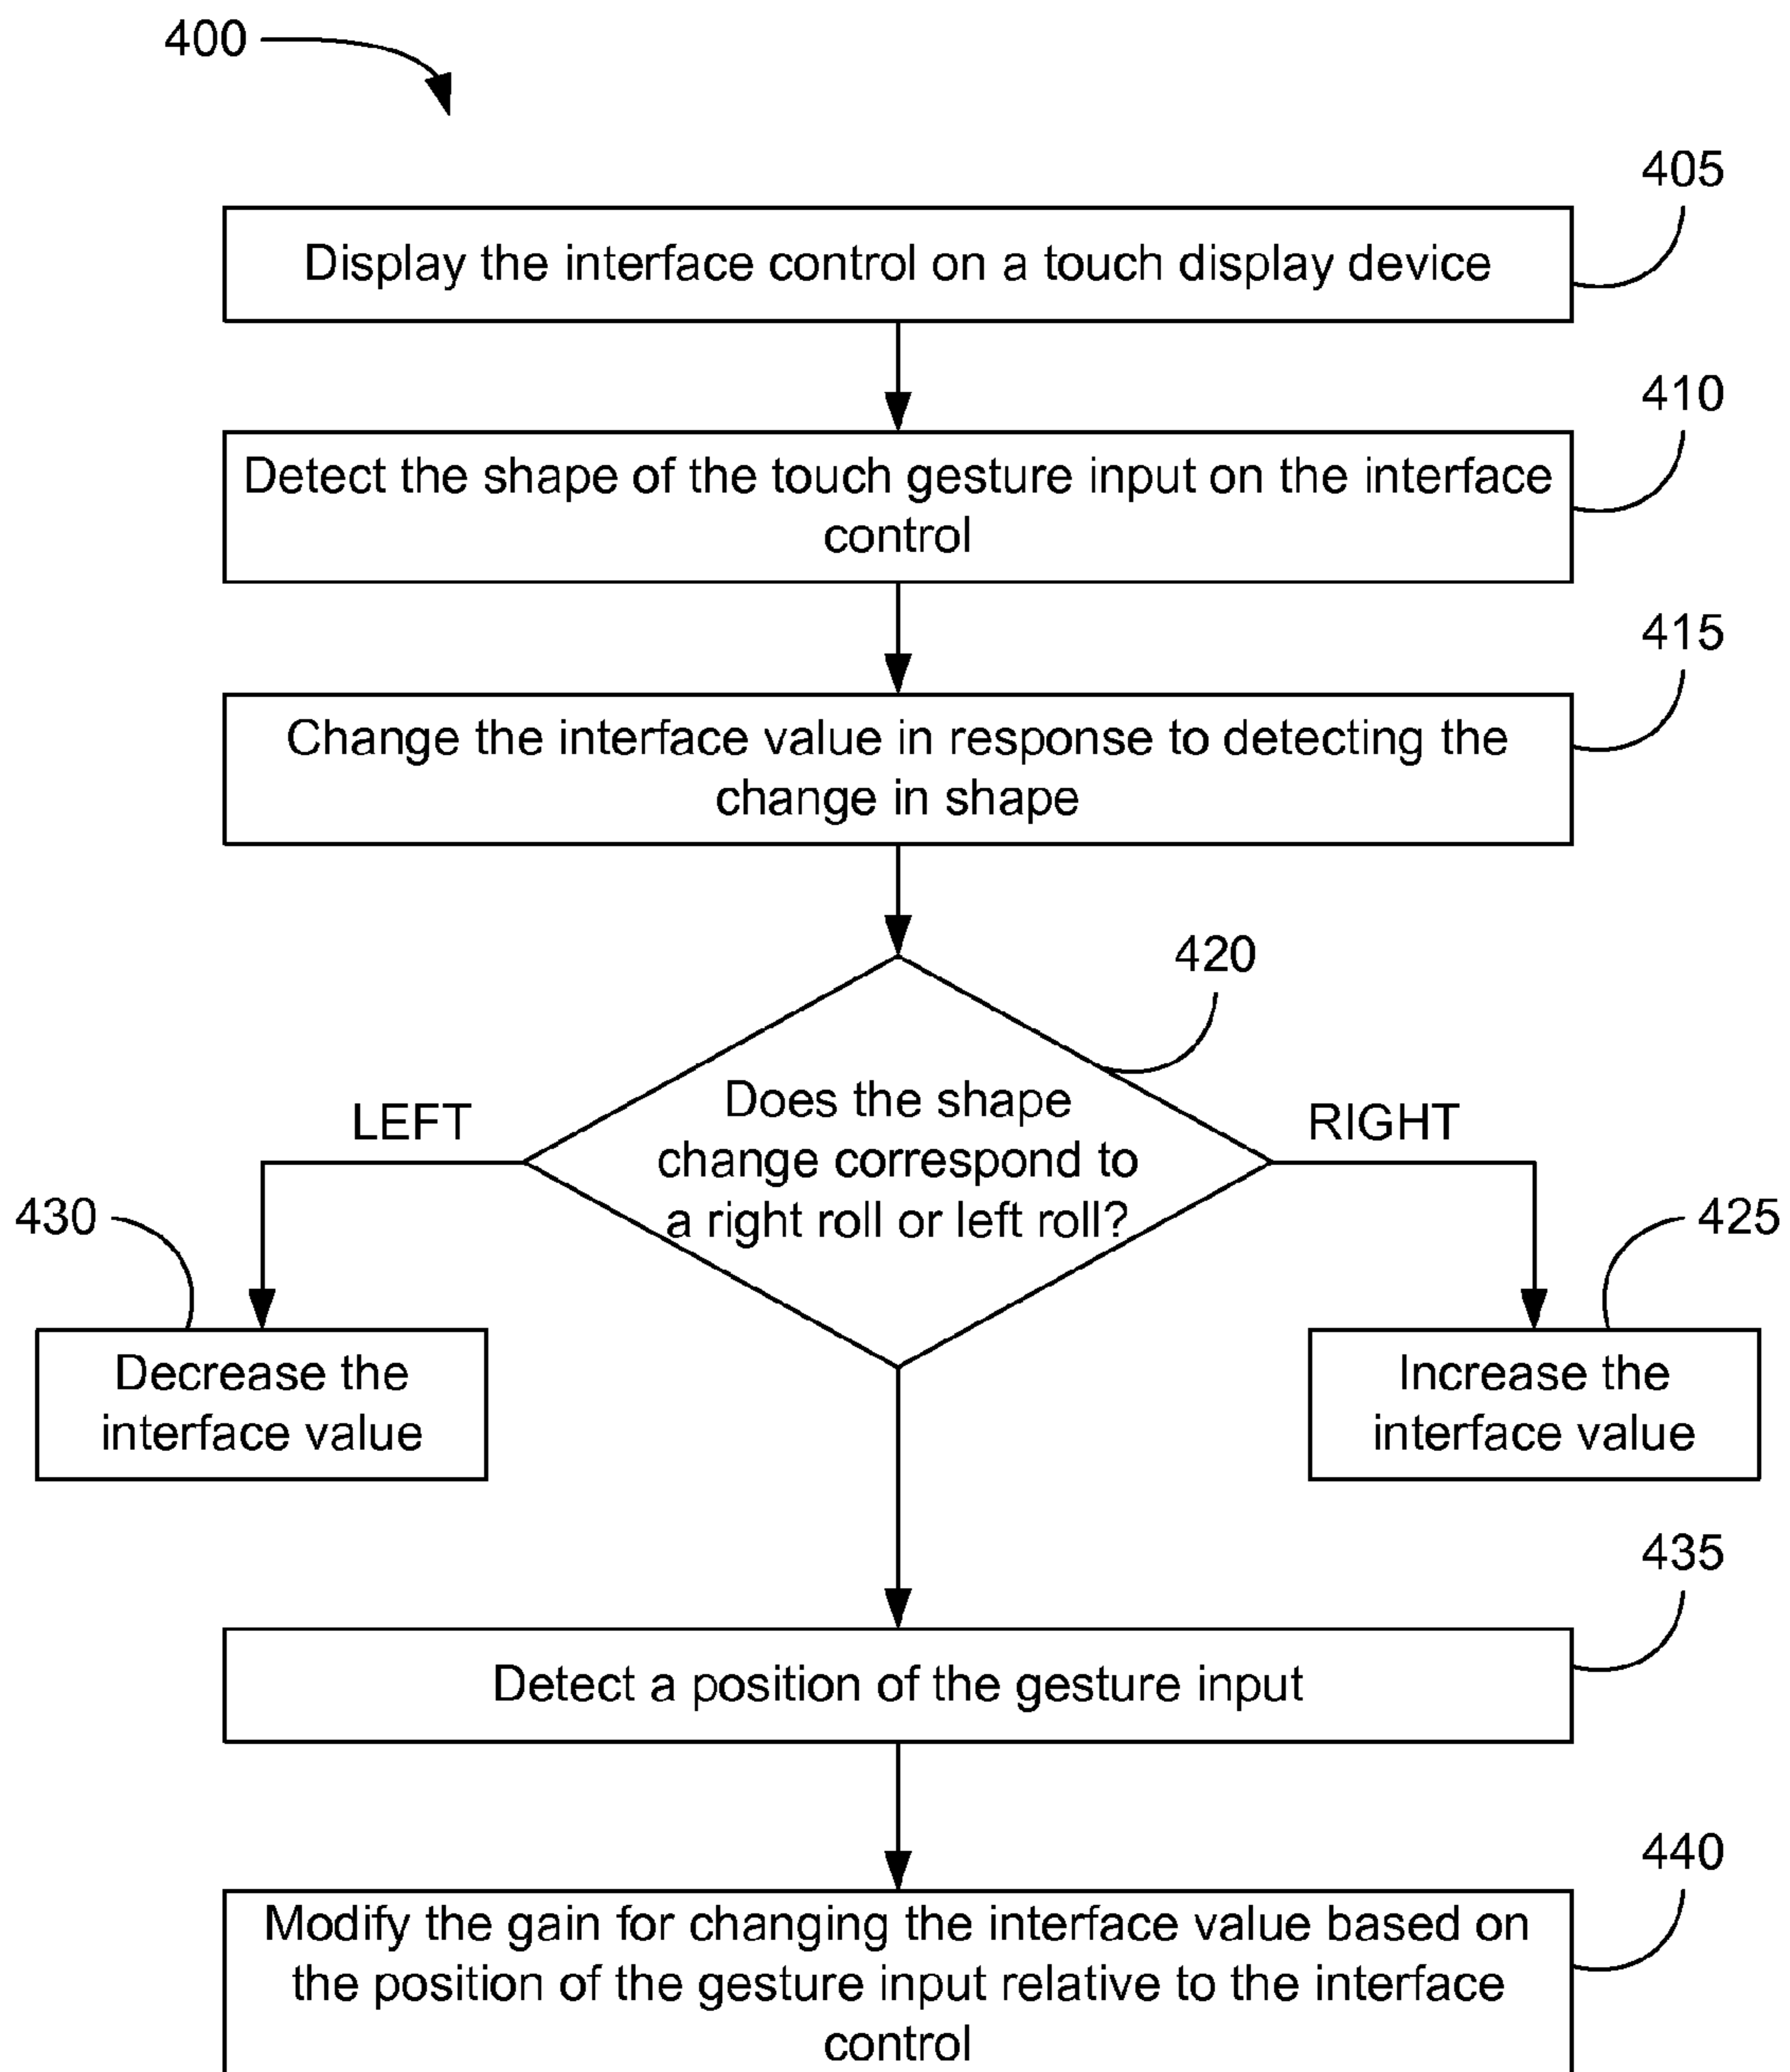 400
405
Display the interface control on a touch display device
410
Detect the shape of the touch gesture input on the interface
control
415
Change the interface value in response to detecting the
change in shape
420
Does the shape
change correspond to
a right roll or left roll?
LEFT
RIGHT
430
425
Decrease the
interface value
Increase the
interface value
435
Detect a position of the gesture input
440
Modify the gain for changing the interface value based on
the position of the gesture input relative to the interface
control